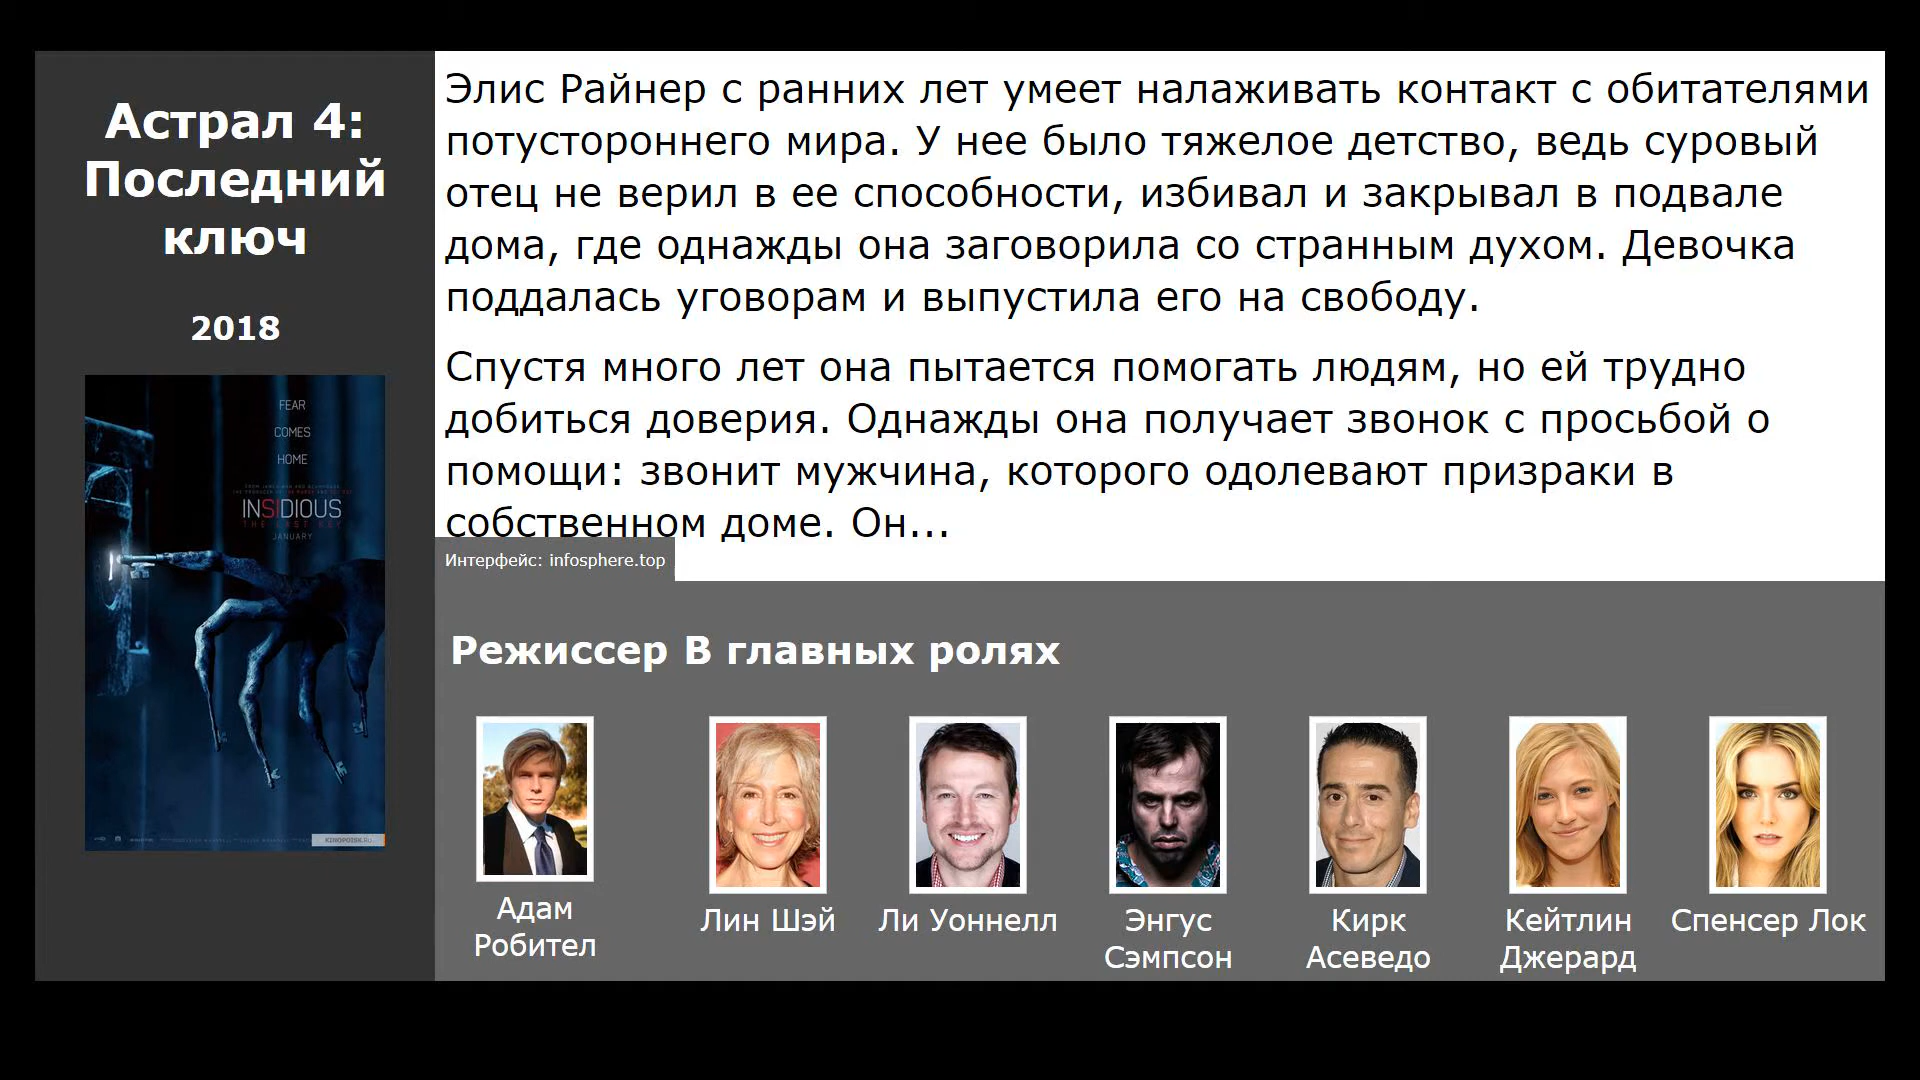 Астрал 4:
Последний
ключ
2018
FEAR
COMES
HOME
INSIDIOUS
THE LAST KEY
JANUARY
KINOPOISK.RU
Элис Райнер с ранних лет умеет налаживать контакт с обитателями
потустороннего мира. У нее было тяжелое детство, ведь суровый
отец не верил в ее способности, избивал и закрывал в подвале
дома, где однажды она заговорила со странным духом. Девочка
поддалась уговорам и выпустила его на свободу.
Спустя много лет она пытается помогать людям, но ей трудно
добиться доверия. Однажды она получает звонок с просьбой о
помощи: звонит мужчина, которого одолевают призраки в
собственном доме. Он...
Интерфейс: infosphere.top
Режиссер В главных ролях
Адам
Робител
Лин Шэй
Ли Уоннелл
Энгус
Сэмпсон
Кирк
Асеведо
Кейтлин
Джерард
Спенсер Лок